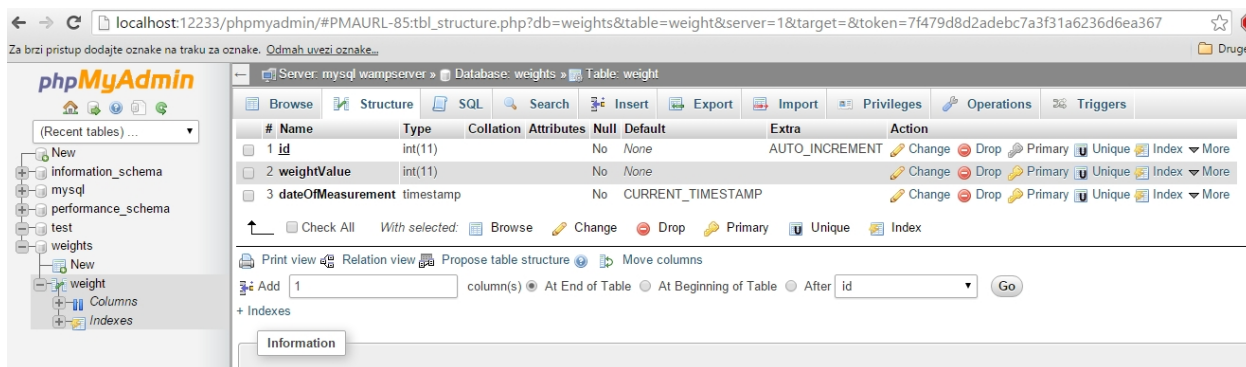 localhost:12233/phpmyadmin/#PMAURL-85:tbl_structure.php?db=weights&table=weight&server=1&target=&token=7f479d8d2adebc7a3f31a6236d6ea367
Za brzi pristup dodajte oznake na traku za oznake. Odmah uvezi oznake...
Druge
phpMyAdmin
(Recent tables) ...
New
information_schema
mysql
performance_schema
test
weights
New
weight
Columns
Indexes
Server: mysql wampserver » Database: weights » Table: weight
Browse Structure SQL Search Insert Export Import Privileges Operations Triggers
# Name Type Collation Attributes Null Default Extra Action
1 id int(11) No None AUTO_INCREMENT Change Drop Primary Unique Index More
2 weightValue int(11) No None Change Drop Primary Unique Index More
3 dateOfMeasurement timestamp No CURRENT_TIMESTAMP Change Drop Primary Unique Index More
Check All With selected: Browse Change Drop Primary Unique Index
Print view Relation view Propose table structure Move columns
Add 1 column(s) At End of Table At Beginning of Table After id Go
+ Indexes
Information